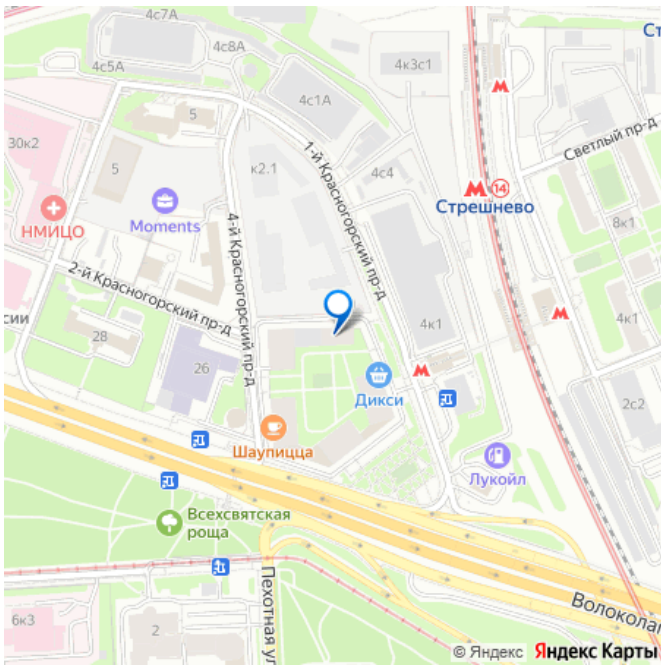 4с7А
Ст
4с8А
4с5А
4к3с1
4с1А
5
30к2
5
к2.1
1-й Красногорский пр-д
4с4
Светлый пр-д
14
Стрешнево
НМИЦО
Moments
8к1
4-й Красногорский пр-д
2-й Красногорский пр-д
сии
28
4к1
4к1
26
Дикси
2с2
Шаупицца
Лукойл
Всехсвятская
роща
Пехотная ул
Волоколам
6к3
2
© Яндекс Яндекс Карты